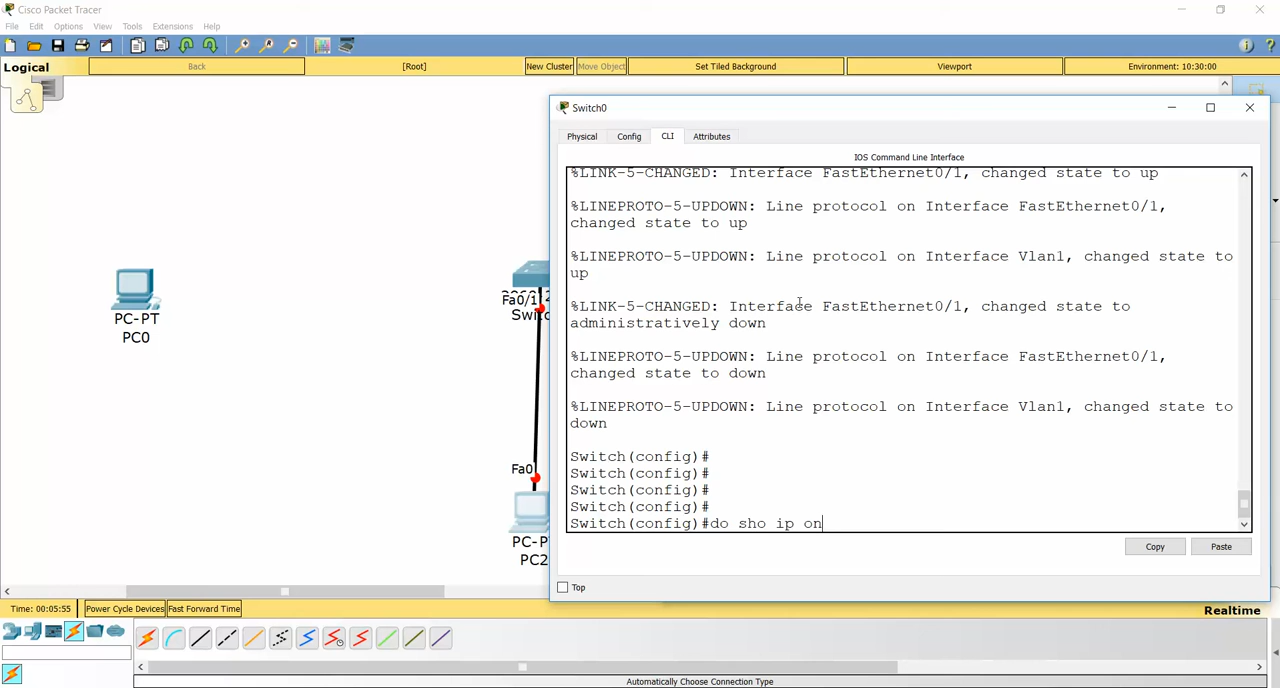 Cisco Packet Tracer
File Edit Options View Tools Extensions Help
Logical Back [Root] New Cluster Move Object Set Tiled Background Viewport Environment: 10:30:00
Switch0
Physical Config CLI Attributes
IOS Command Line Interface
%LINK-5-CHANGED: Interface FastEthernet0/1, changed state to up
%LINEPROTO-5-UPDOWN: Line protocol on Interface FastEthernet0/1,
changed state to up
%LINEPROTO-5-UPDOWN: Line protocol on Interface Vlan1, changed state to
up
%LINK-5-CHANGED: Interface FastEthernet0/1, changed state to
administratively down
%LINEPROTO-5-UPDOWN: Line protocol on Interface FastEthernet0/1,
changed state to down
%LINEPROTO-5-UPDOWN: Line protocol on Interface Vlan1, changed state to
down
Switch(config)#
Switch(config)#
Switch(config)#
Switch(config)#
Switch(config)#do sho ip on
Copy Paste
Top
PC-PT
PC0
Fa0/1
Swit
Fa0
PC-P
PC2
Time: 00:05:55 Power Cycle Devices Fast Forward Time
Realtime
Automatically Choose Connection Type